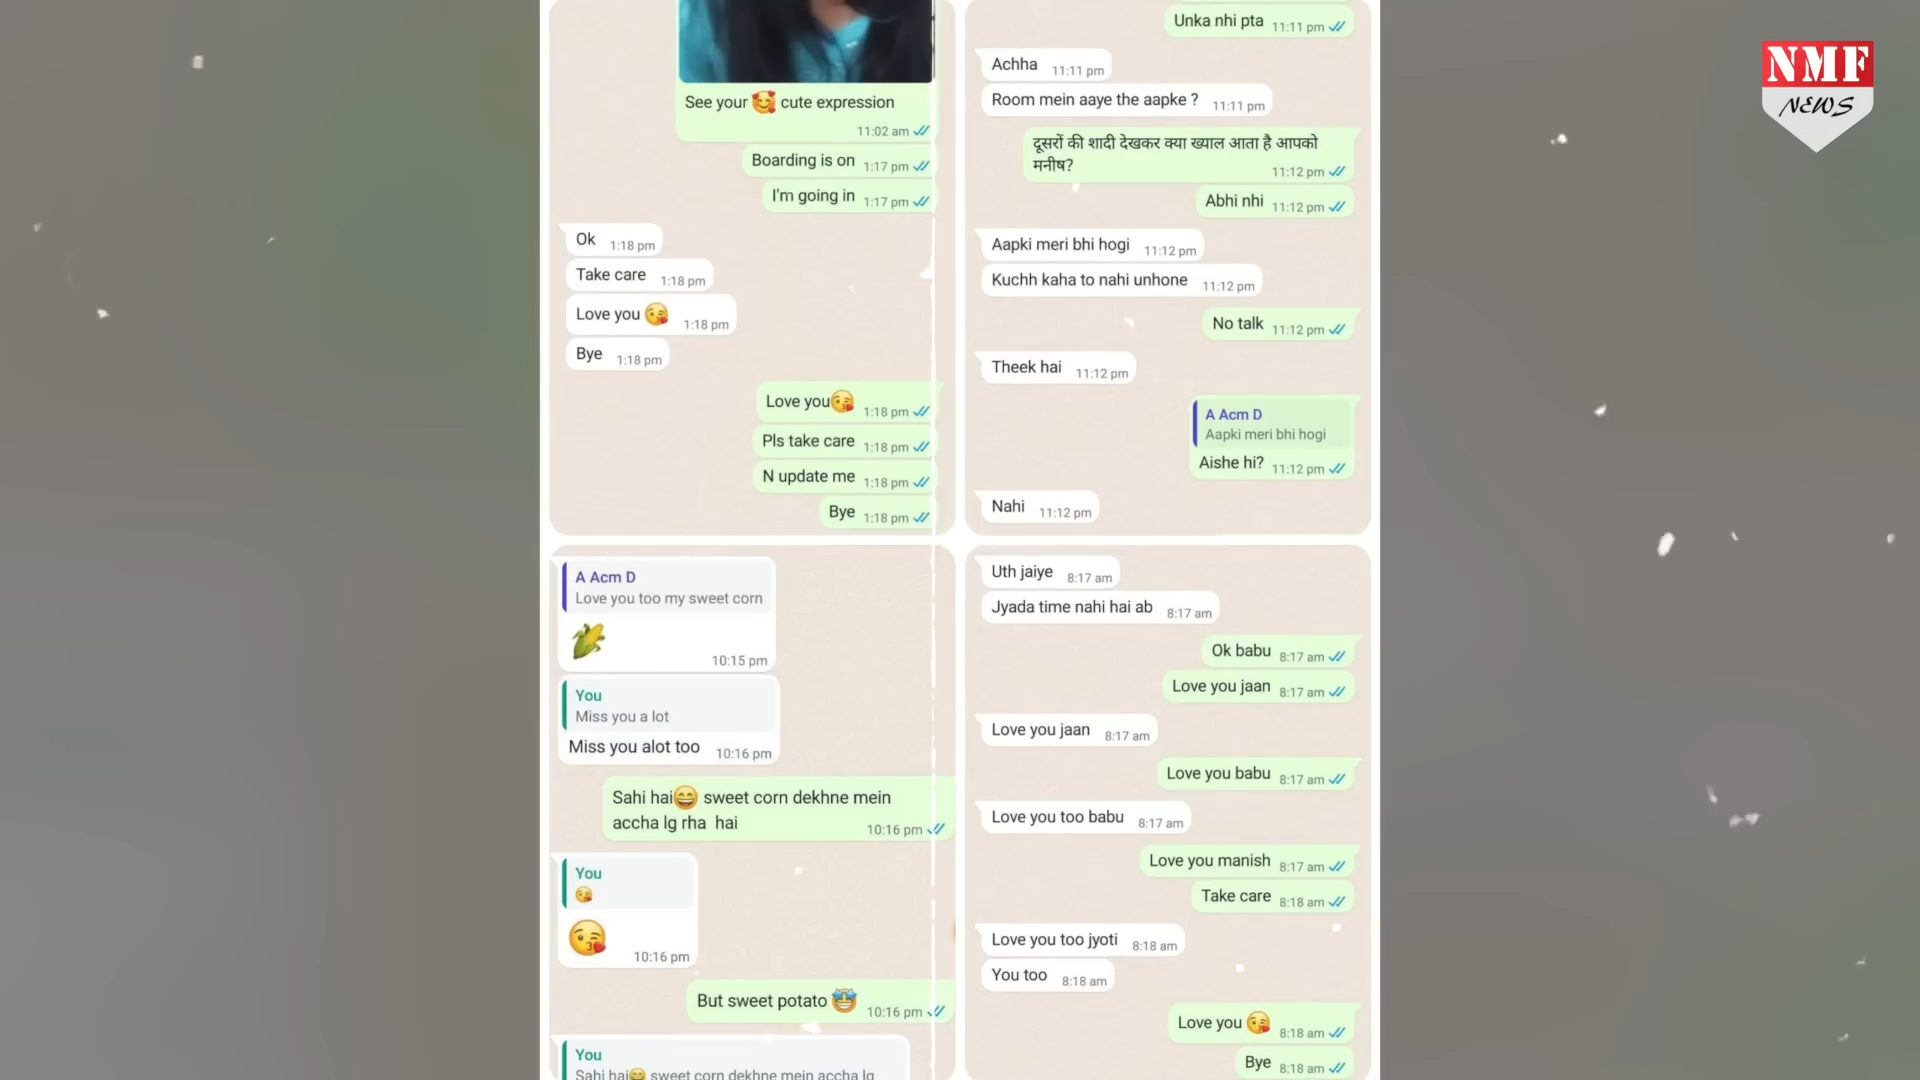 See your 🥰 cute expression
11:02 am
Boarding is on 1:17 pm
I'm going in 1:17 pm
Ok 1:18 pm
Take care 1:18 pm
Love you 😘 1:18 pm
Bye 1:18 pm
Love you😘 1:18 pm
Pls take care 1:18 pm
N update me 1:18 pm
Bye 1:18 pm
Unka nhi pta 11:11 pm
Achha 11:11 pm
Room mein aaye the aapke ? 11:11 pm
दूसरों की शादी देखकर क्या ख्याल आता है आपको
मनीष?
11:12 pm
Abhi nhi 11:12 pm
Aapki meri bhi hogi 11:12 pm
Kuchh kaha to nahi unhone 11:12 pm
No talk 11:12 pm
Theek hai 11:12 pm
A Acm D
Aapki meri bhi hogi
Aishe hi? 11:12 pm
Nahi 11:12 pm
A Acm D
Love you too my sweet corn
🌽
10:15 pm
You
Miss you a lot
Miss you alot too 10:16 pm
Sahi hai😄 sweet corn dekhne mein
accha lg rha hai 10:16 pm
You
😘
😘
10:16 pm
But sweet potato 🤩 10:16 pm
You
Sahi hai😄 sweet corn dekhne mein accha lg
Uth jaiye 8:17 am
Jyada time nahi hai ab 8:17 am
Ok babu 8:17 am
Love you jaan 8:17 am
Love you jaan 8:17 am
Love you babu 8:17 am
Love you too babu 8:17 am
Love you manish 8:17 am
Take care 8:18 am
Love you too jyoti 8:18 am
You too 8:18 am
Love you 😘 8:18 am
Bye 8:18 am
NMF
NEWS